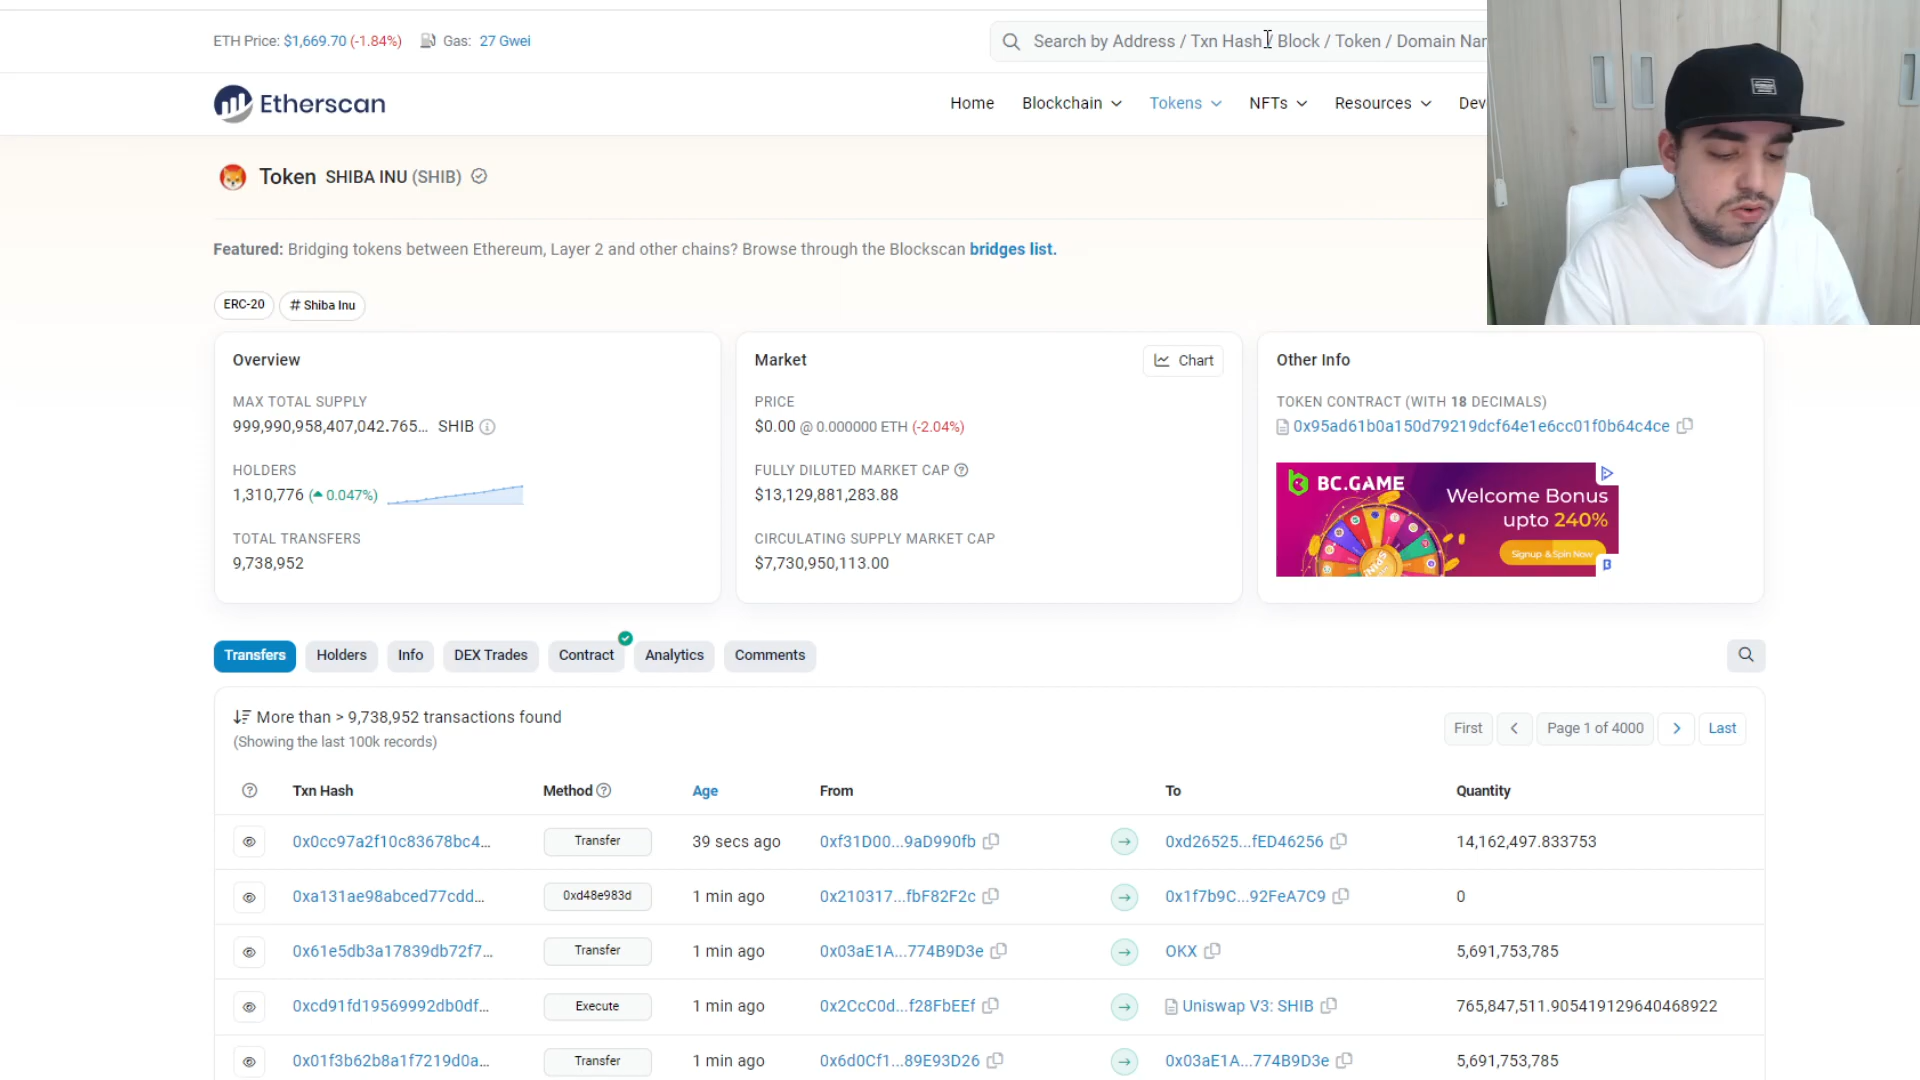 ETH Price: $1,669.70 (-1.84%) Gas: 27 Gwei
Search by Address / Txn Hash / Block / Token / Domain Nar
Etherscan
Home Blockchain Tokens NFTs Resources Dev
Token SHIBA INU (SHIB)
Featured: Bridging tokens between Ethereum, Layer 2 and other chains? Browse through the Blockscan bridges list.
ERC-20 # Shiba Inu
Overview
MAX TOTAL SUPPLY
999,990,958,407,042.765... SHIB
HOLDERS
1,310,776 (0.047%)
TOTAL TRANSFERS
9,738,952
Market
Chart
PRICE
$0.00 @ 0.000000 ETH (-2.04%)
FULLY DILUTED MARKET CAP
$13,129,881,283.88
CIRCULATING SUPPLY MARKET CAP
$7,730,950,113.00
Other Info
TOKEN CONTRACT (WITH 18 DECIMALS)
0x95ad61b0a150d79219dcf64e1e6cc01f0b64c4ce
BC.GAME
Welcome Bonus
upto 240%
Signup & Spin Now
SPIN
Transfers Holders Info DEX Trades Contract Analytics Comments
More than > 9,738,952 transactions found
(Showing the last 100k records)
First Page 1 of 4000 Last
Txn Hash Method Age From To Quantity
0x0cc97a2f10c83678bc4... Transfer 39 secs ago 0xf31D00...9aD990fb 0xd26525...fED46256 14,162,497.833753
0xa131ae98abced77cdd... 0xd48e983d 1 min ago 0x210317...fbF82F2c 0x1f7b9C...92FeA7C9 0
0x61e5db3a17839db72f7... Transfer 1 min ago 0x03aE1A...774B9D3e OKX 5,691,753,785
0xcd91fd19569992db0df... Execute 1 min ago 0x2CcC0d...f28FbEEf Uniswap V3: SHIB 765,847,511.905419129640468922
0x01f3b62b8a1f7219d0a... Transfer 1 min ago 0x6d0Cf1...89E93D26 0x03aE1A...774B9D3e 5,691,753,785